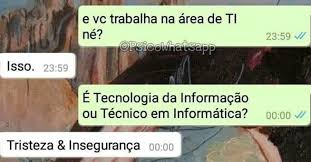 e vc trabalha na área de TI
né?
23:59
@PsicoWhatsapp
Isso. 23:59
É Tecnologia da Informação
ou Técnico em Informática?
00:00
Tristeza & Insegurança 00:00